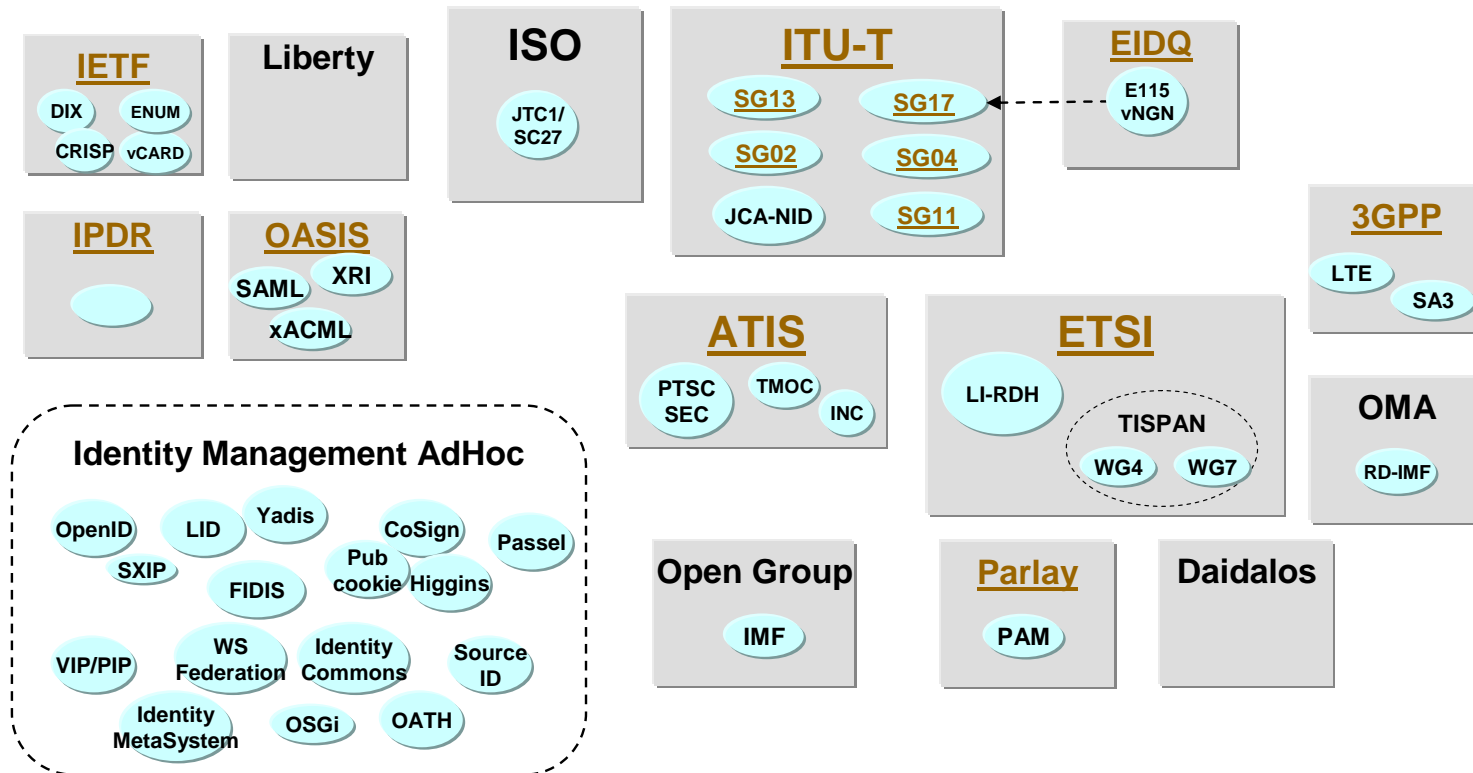 IETF
DIX
ENUM
CRISP
vCARD
Liberty
ISO
JTC1/
SC27
ITU-T
SG13
SG17
SG02
SG04
JCA-NID
SG11
EIDQ
E115
vNGN
IPDR
OASIS
SAML
XRI
xACML
3GPP
LTE
SA3
ATIS
PTSC
SEC
TMOC
INC
ETSI
LI-RDH
TISPAN
WG4
WG7
OMA
RD-IMF
Identity Management AdHoc
OpenID
LID
Yadis
CoSign
Passel
SXIP
FIDIS
Pub
cookie
Higgins
VIP/PIP
WS
Federation
Identity
Commons
Source
ID
Identity
MetaSystem
OSGi
OATH
Open Group
IMF
Parlay
PAM
Daidalos